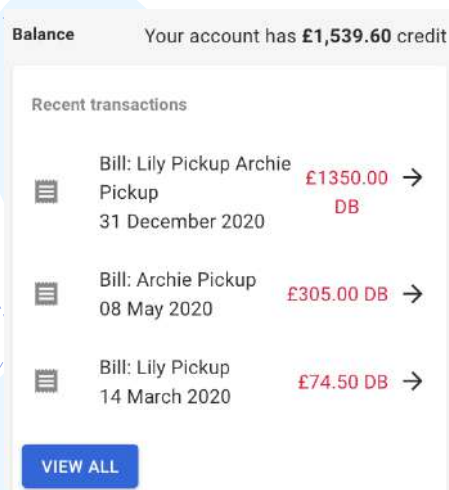 Balance Your account has £1,539.60 credit
Recent transactions
Bill: Lily Pickup Archie
Pickup
31 December 2020
£1350.00
DB
Bill: Archie Pickup
08 May 2020
£305.00 DB
Bill: Lily Pickup
14 March 2020
£74.50 DB
VIEW ALL